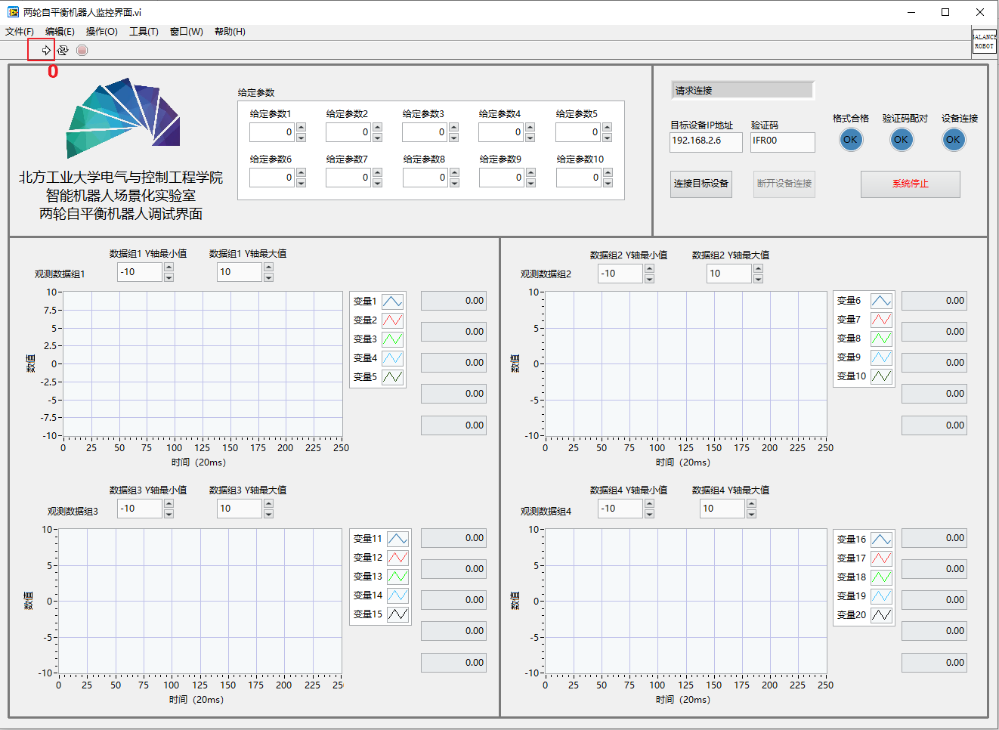 两轮自平衡机器人监控界面.vi
文件(F) 编辑(E) 操作(O) 工具(T) 窗口(W) 帮助(H)
BALANCE
ROBOT
0
北方工业大学电气与控制工程学院
智能机器人场景化实验室
两轮自平衡机器人调试界面
给定参数
给定参数1 给定参数2 给定参数3 给定参数4 给定参数5
0 0 0 0 0
给定参数6 给定参数7 给定参数8 给定参数9 给定参数10
0 0 0 0 0
请求连接
目标设备IP地址 验证码
192.168.2.6 IFR00
格式合格 验证码配对 设备连接
OK OK OK
连接目标设备 断开设备连接 系统停止
数据组1 Y轴最小值 数据组1 Y轴最大值
观测数据组1 -10 10
数值
10
7.5
5
2.5
0
-2.5
-5
-7.5
-10
0 25 50 75 100 125 150 175 200 225 250
时间（20ms）
变量1
变量2
变量3
变量4
变量5
0.00
0.00
0.00
0.00
0.00
数据组2 Y轴最小值 数据组2 Y轴最大值
观测数据组2 -10 10
数值
10
5
0
-5
-10
0 25 50 75 100 125 150 175 200 225 250
时间（20ms）
变量6
变量7
变量8
变量9
变量10
0.00
0.00
0.00
0.00
0.00
数据组3 Y轴最小值 数据组3 Y轴最大值
观测数据组3 -10 10
数值
10
5
0
-5
-10
0 25 50 75 100 125 150 175 200 225 25
时间（20ms）
变量11
变量12
变量13
变量14
变量15
0.00
0.00
0.00
0.00
0.00
数据组4 Y轴最小值 数据组4 Y轴最大值
观测数据组4 -10 10
数值
10
5
0
-5
-10
0 25 50 75 100 125 150 175 200 225 250
时间（20ms）
变量16
变量17
变量18
变量19
变量20
0.00
0.00
0.00
0.00
0.00